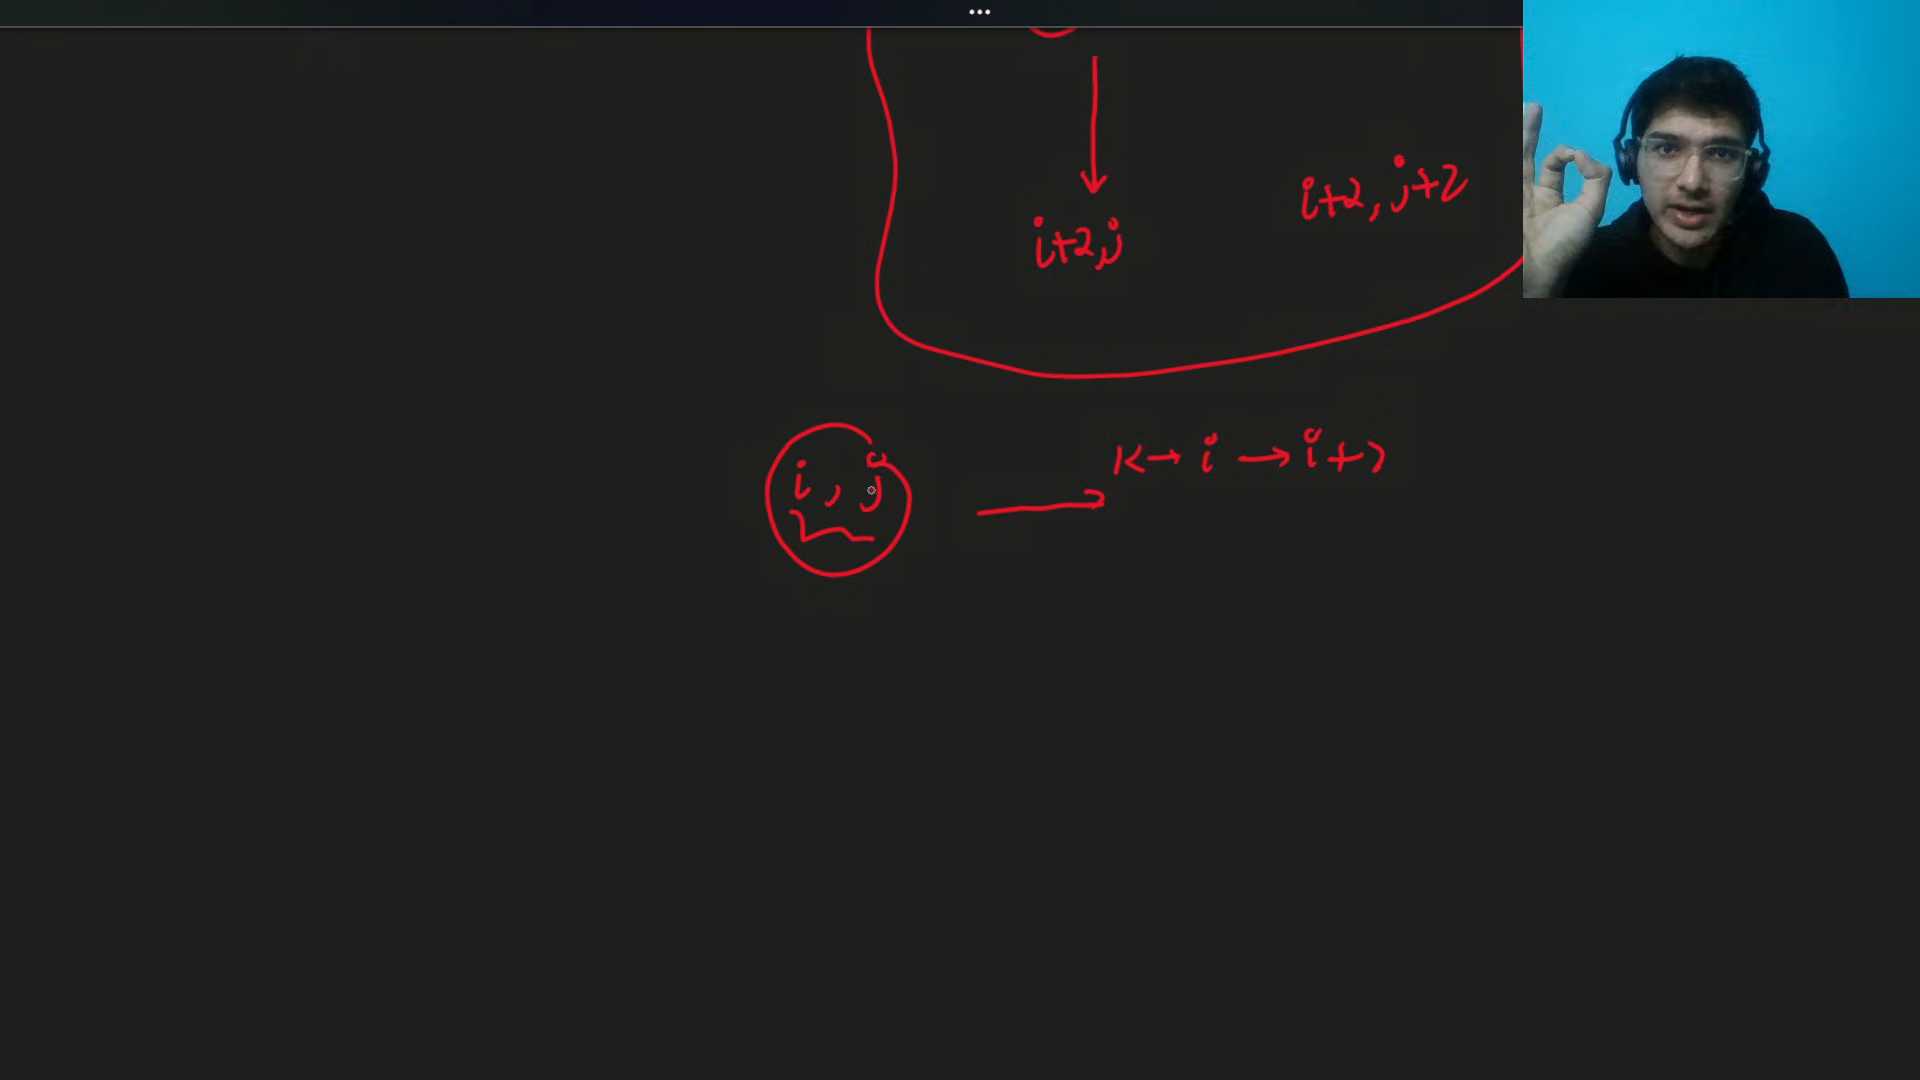 ...
i+2, j+2
i+2,j
K→ i →i+2
i, j